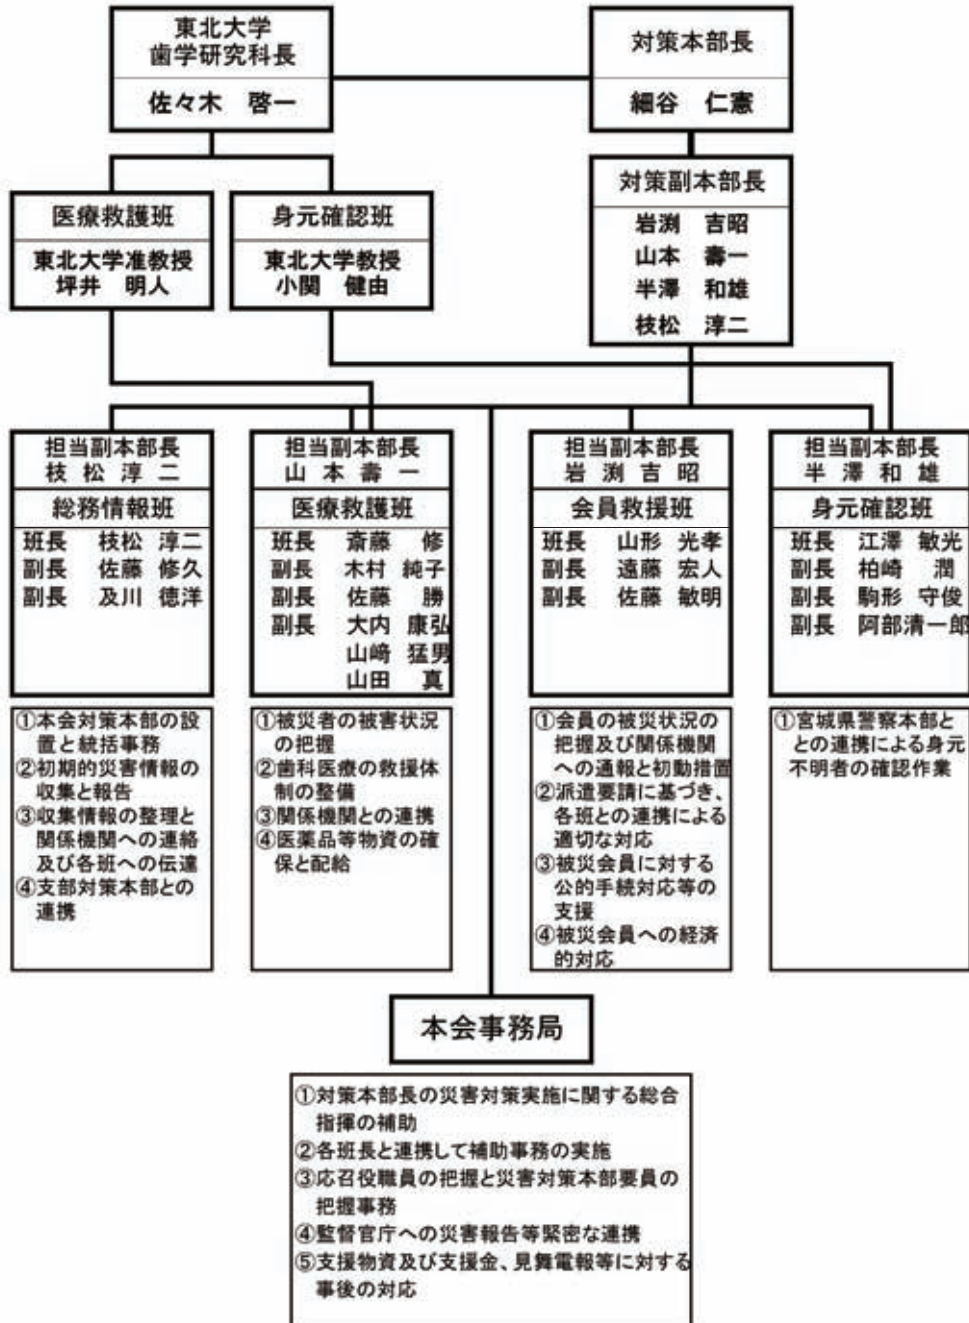 東北大学
歯学研究科長
佐々木 啓一
対策本部長
細谷 仁憲
対策副本部長
岩渕 吉昭
山本 壽一
半澤 和雄
枝松 淳二
医療救護班
東北大学准教授
坪井 明人
身元確認班
東北大学教授
小関 健由
担当副本部長
枝松淳二
総務情報班
班長 枝松 淳二
副長 佐藤 修久
副長 及川 徳洋
①本会対策本部の設
置と統括事務
②初期的災害情報の
収集と報告
③収集情報の整理と
関係機関への連絡
及び各班への伝達
④支部対策本部との
連携
担当副本部長
山本壽一
医療救護班
班長 斎藤 修
副長 木村 純子
副長 佐藤 勝
副長 大内 康弘
山﨑 猛男
山田 真
①被災者の被害状況
の把握
②歯科医療の救援体
制の整備
③関係機関との連携
④医薬品等物資の確
保と配給
担当副本部長
岩渕吉昭
会員救援班
班長 山形 光孝
副長 遠藤 宏人
副長 佐藤 敏明
①会員の被災状況の
把握及び関係機関
への通報と初動措置
②派遣要請に基づき、
各班との連携による
適切な対応
③被災会員に対する
公的手続対応等の
支援
④被災会員への経済
的対応
担当副本部長
半澤和雄
身元確認班
班長 江澤 敏光
副長 柏崎 潤
副長 駒形 守俊
副長 阿部清一郎
①宮城県警察本部と
との連携による身元
不明者の確認作業
本会事務局
①対策本部長の災害対策実施に関する総合
指揮の補助
②各班長と連携して補助事務の実施
③応召役職員の把握と災害対策本部要員の
把握事務
④監督官庁への災害報告等緊密な連携
⑤支援物資及び支援金、見舞電報等に対する
事後の対応